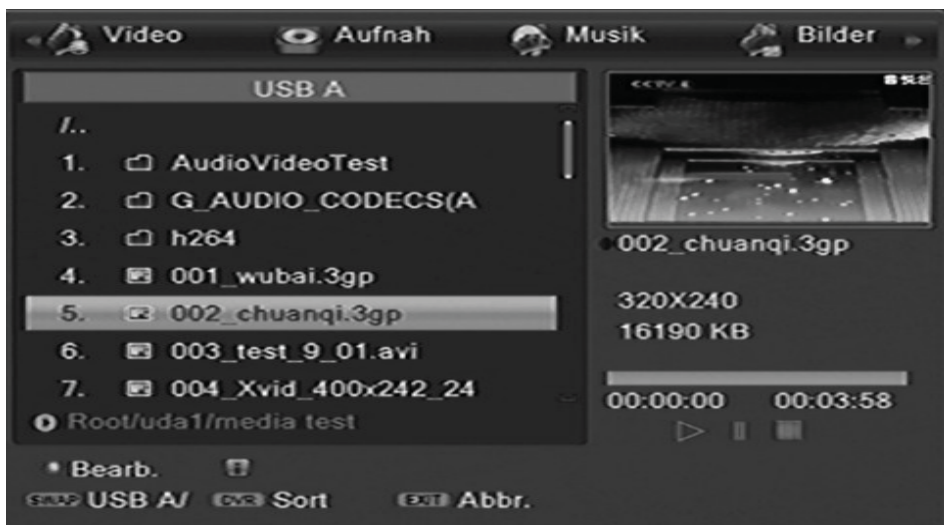 Video Aufnah Musik Bilder
USB A
/..
1. AudioVideoTest
2. G_AUDIO_CODECS(A
3. h264
4. 001_wubai.3gp
5. 002_chuanqi.3gp
6. 003_test_9_01.avi
7. 004_Xvid_400x242_24
Root/uda1/media test
002_chuanqi.3gp
320X240
16190 KB
00:00:00 00:03:58
Bearb.
SWAP USB A/ Sort EXIT Abbr.